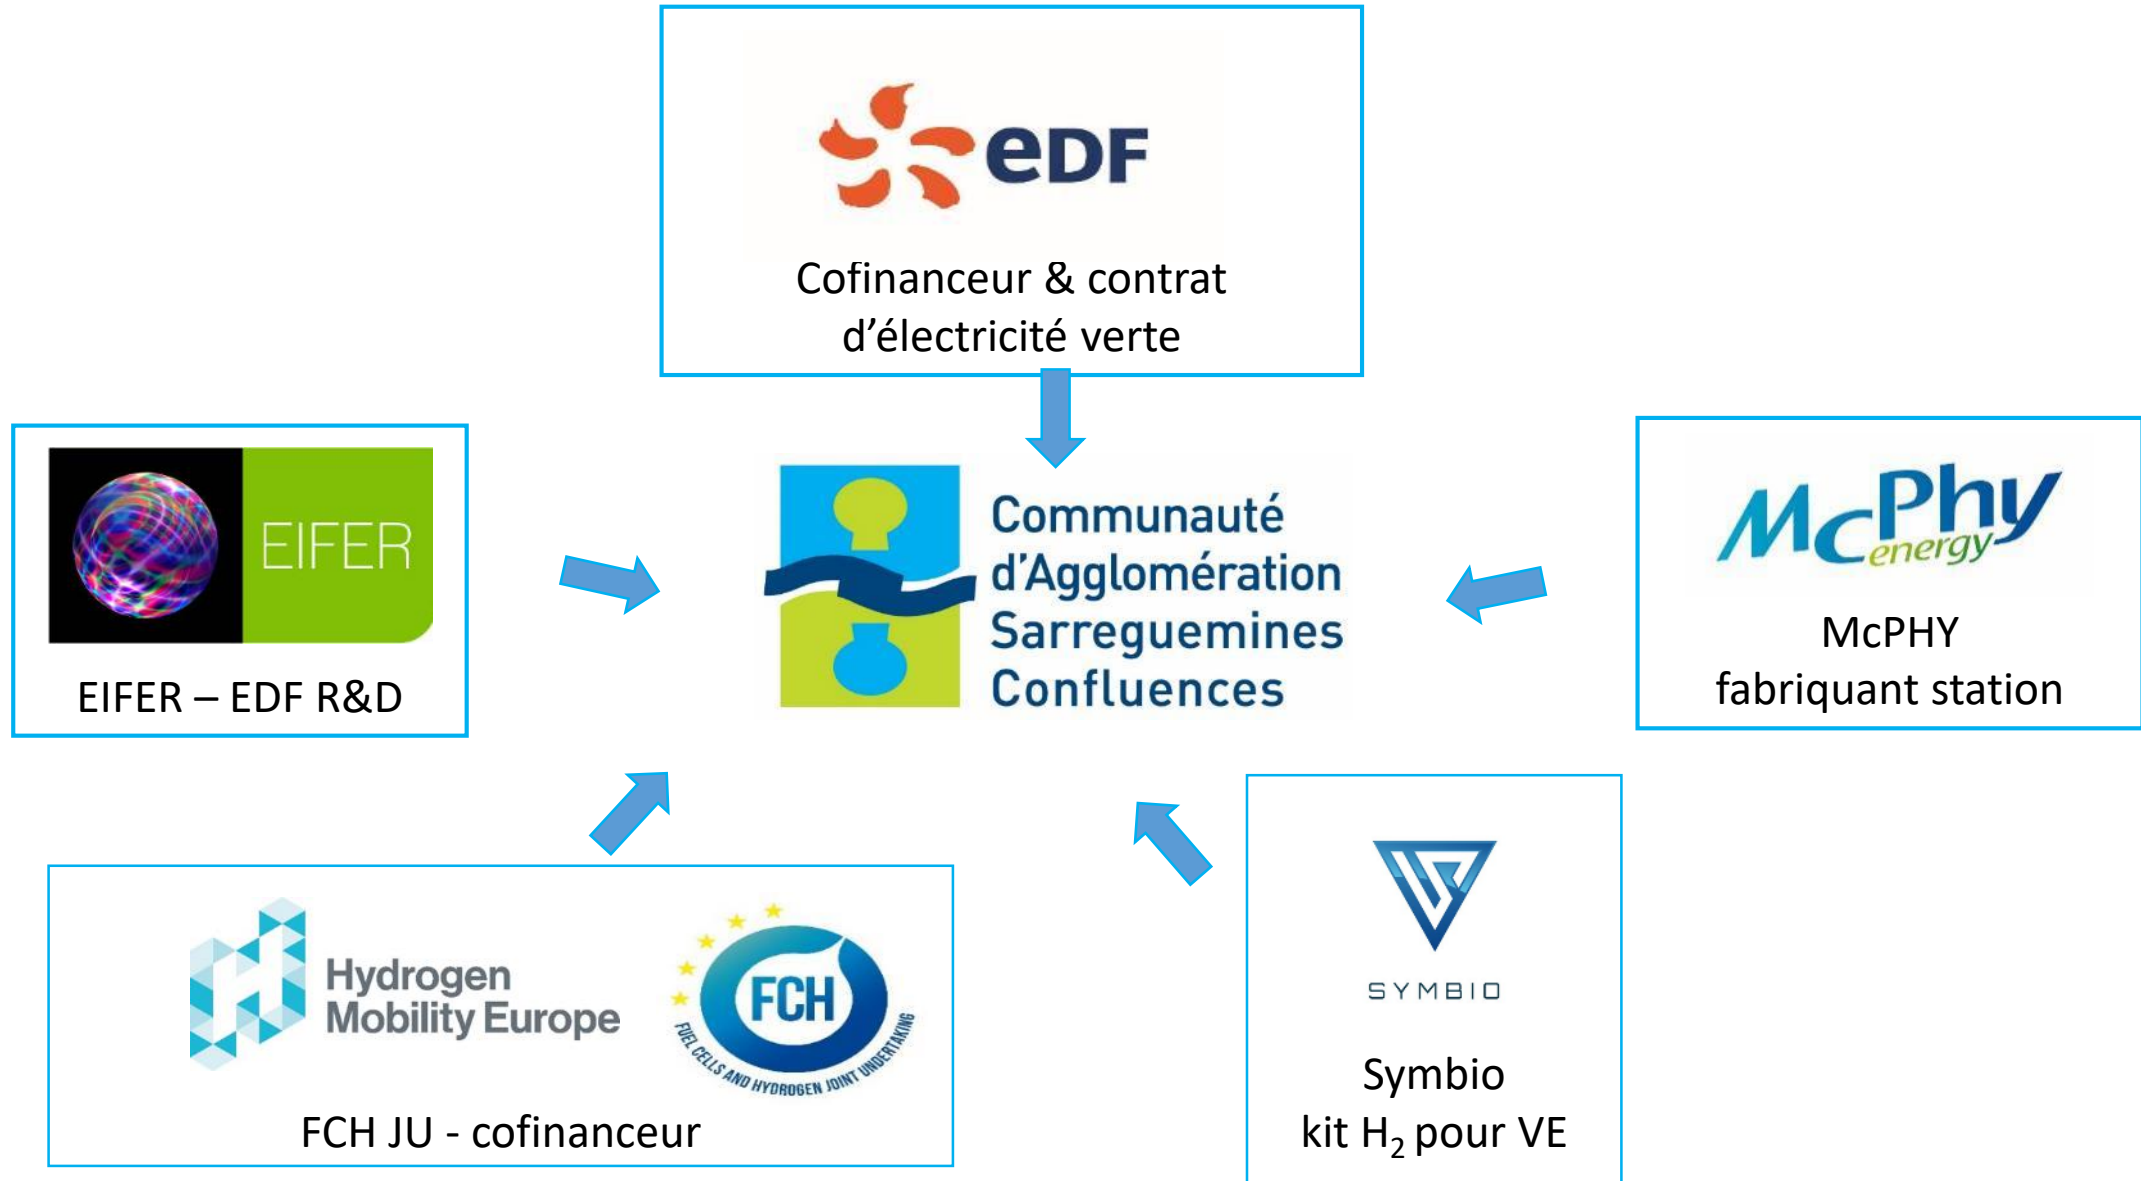 eDF
Cofinanceur & contrat
d’électricité verte
EIFER
EIFER – EDF R&D
Communauté
d'Agglomération
Sarreguemines
Confluences
McPhy
energy
McPHY
fabriquant station
Hydrogen
Mobility Europe
FCH
FUEL CELLS AND HYDROGEN JOINT UNDERTAKING
FCH JU - cofinanceur
SYMBIO
Symbio
kit H₂ pour VE